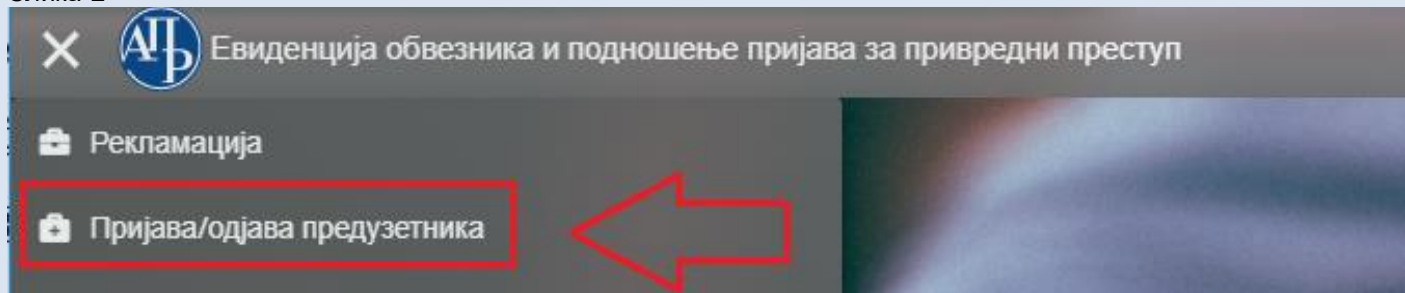 АПР Евиденција обвезника и подношење пријава за привредни преступ
Рекламација
Пријава/одјава предузетника